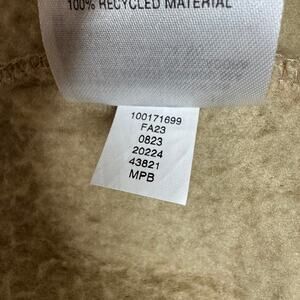 100% RECYCLED MATERIAL
100171699
FA23
0823
20224
43821
MPB